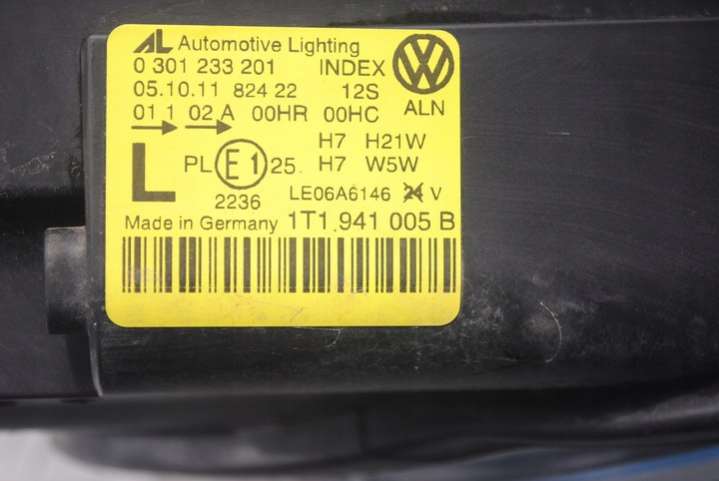 AL Automotive Lighting
0 301 233 201 INDEX
05.10.11 824 22 12S
01 1 02 A 00HR 00HC ALN
H7 H21W
L PL E1 25. H7 W5W
2236 LE06A6146 24 V
Made in Germany 1T1.941 005 B